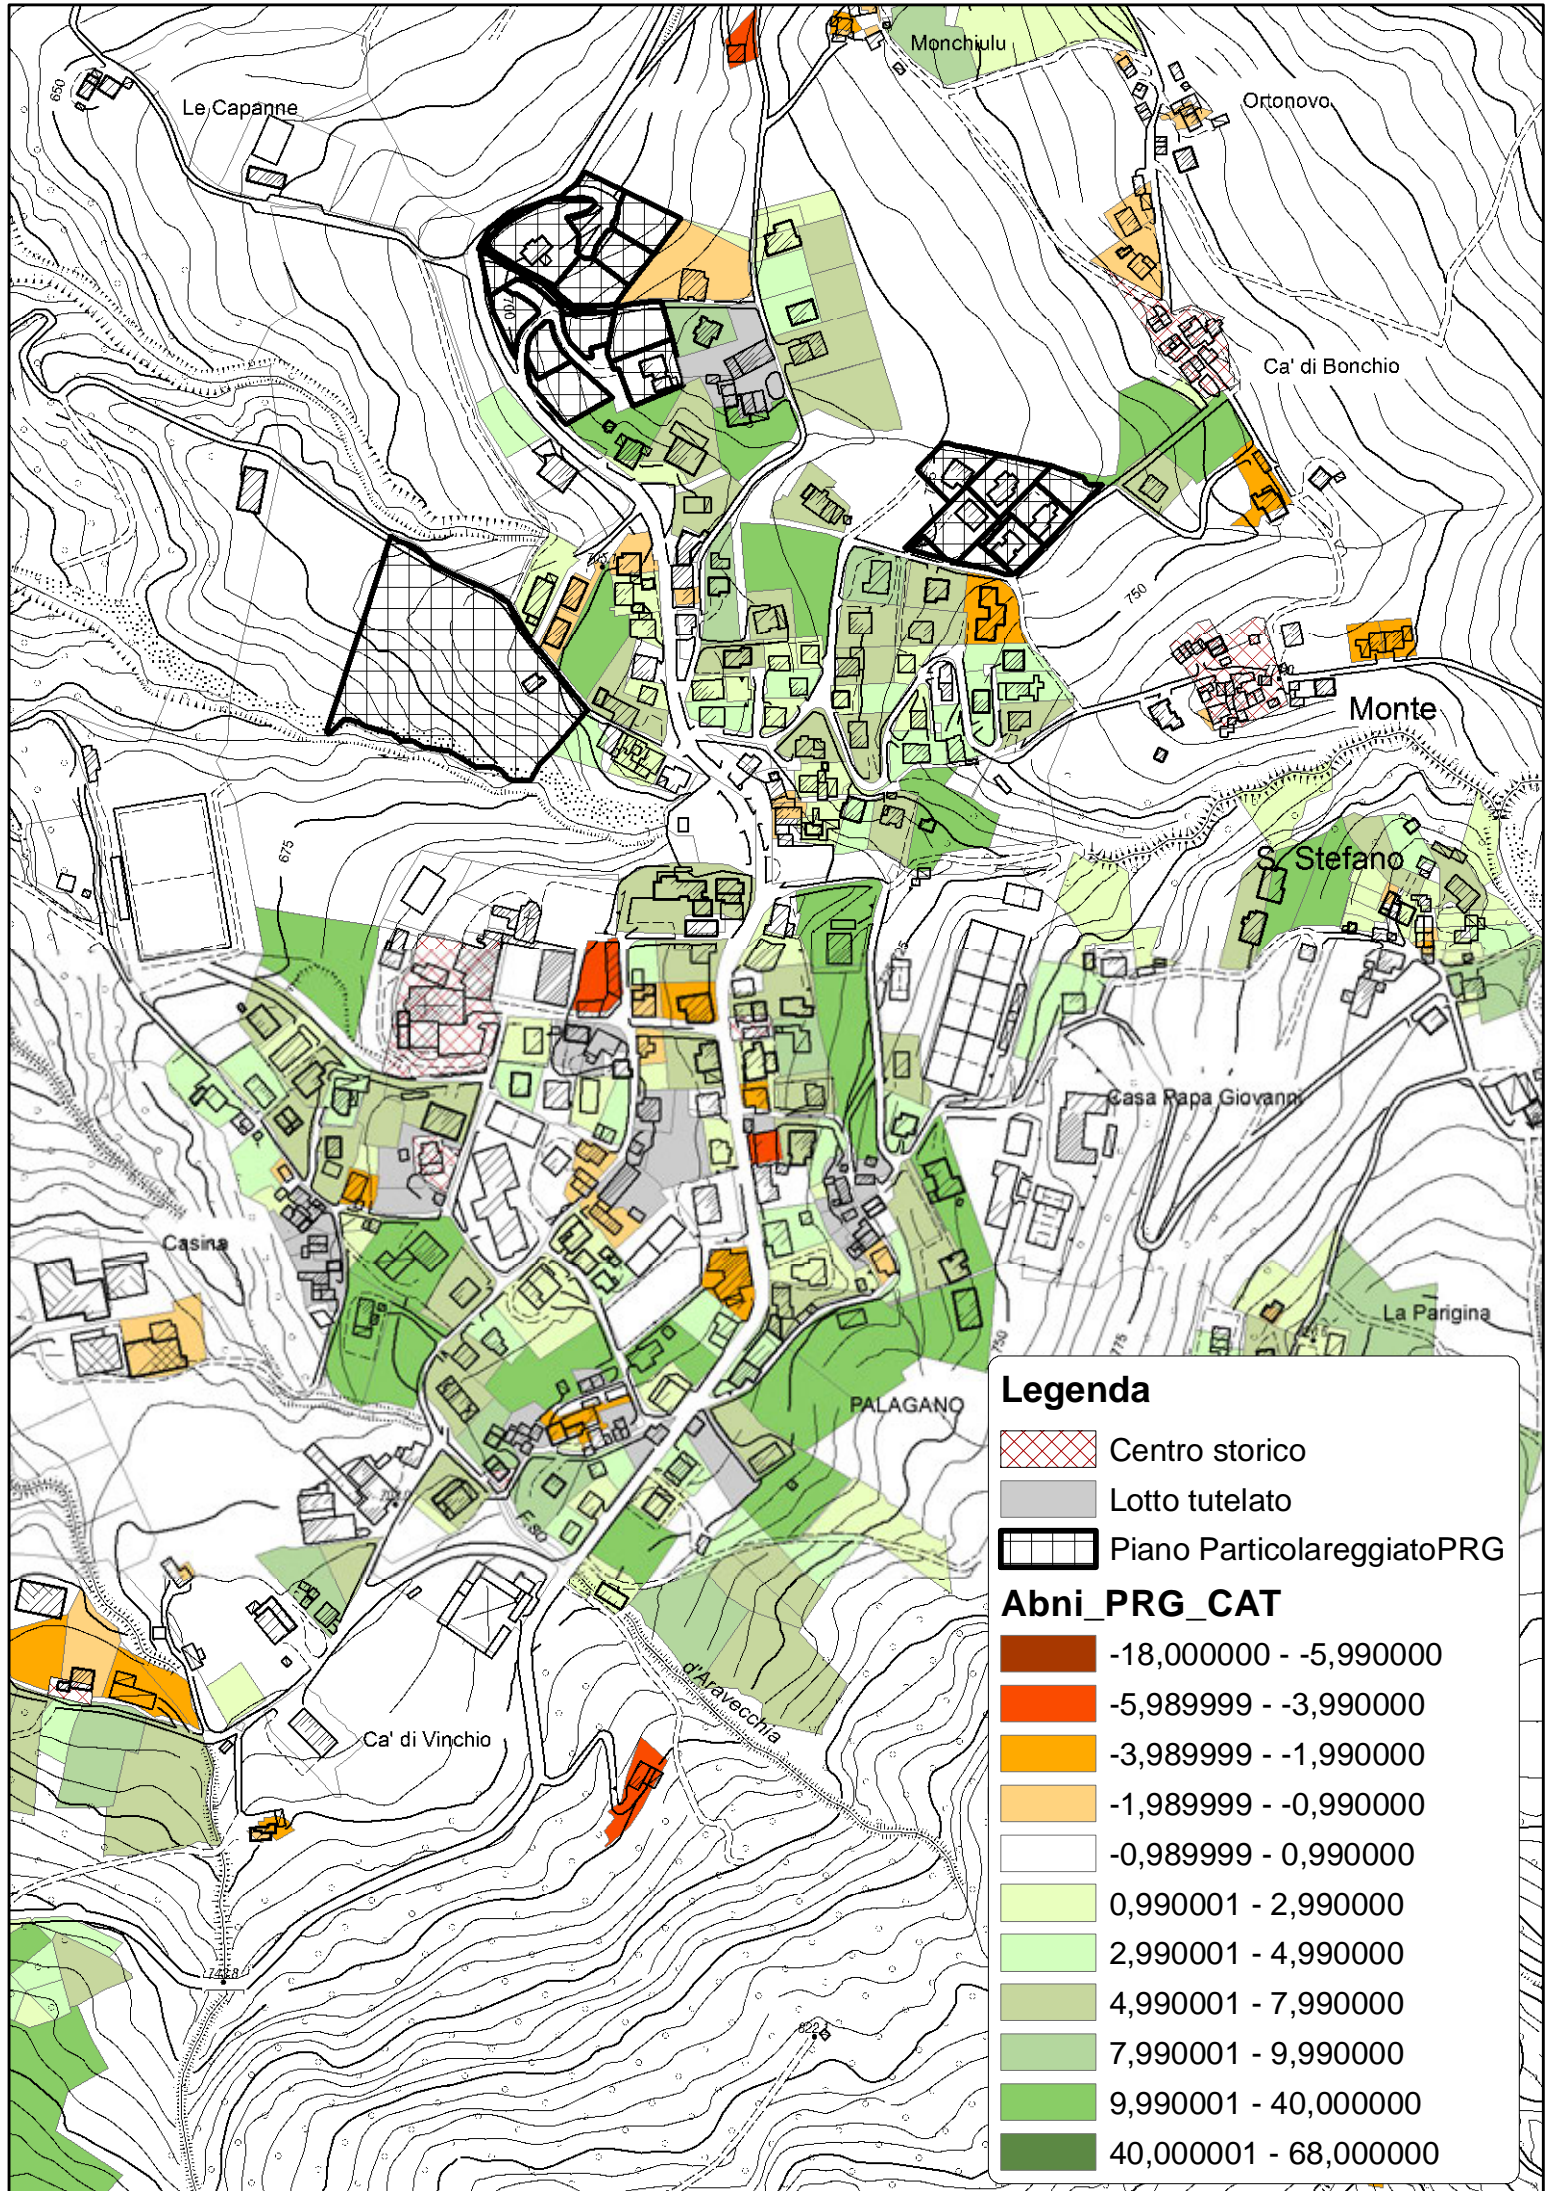 Monchiulu
650
Le Capanne
Ortonovo
700
Ca' di Bonchio
750
Monte
675
S. Stefano
725
Casa Papa Giovanni
Casina
La Parigina
750
775
PALAGANO
d'Aravecchia
Ca' di Vinchio
Legenda
Centro storico
Lotto tutelato
Piano ParticolareggiatoPRG
Abni_PRG_CAT
-18,000000 - -5,990000
-5,989999 - -3,990000
-3,989999 - -1,990000
-1,989999 - -0,990000
-0,989999 - 0,990000
0,990001 - 2,990000
2,990001 - 4,990000
4,990001 - 7,990000
7,990001 - 9,990000
9,990001 - 40,000000
40,000001 - 68,000000